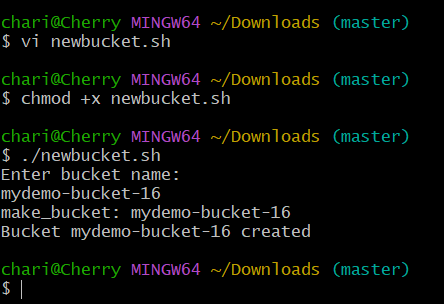 chari@Cherry MINGW64 ~/Downloads (master)
$ vi newbucket.sh
chari@Cherry MINGW64 ~/Downloads (master)
$ chmod +x newbucket.sh
chari@Cherry MINGW64 ~/Downloads (master)
$ ./newbucket.sh
Enter bucket name:
mydemo-bucket-16
make_bucket: mydemo-bucket-16
Bucket mydemo-bucket-16 created
chari@Cherry MINGW64 ~/Downloads (master)
$